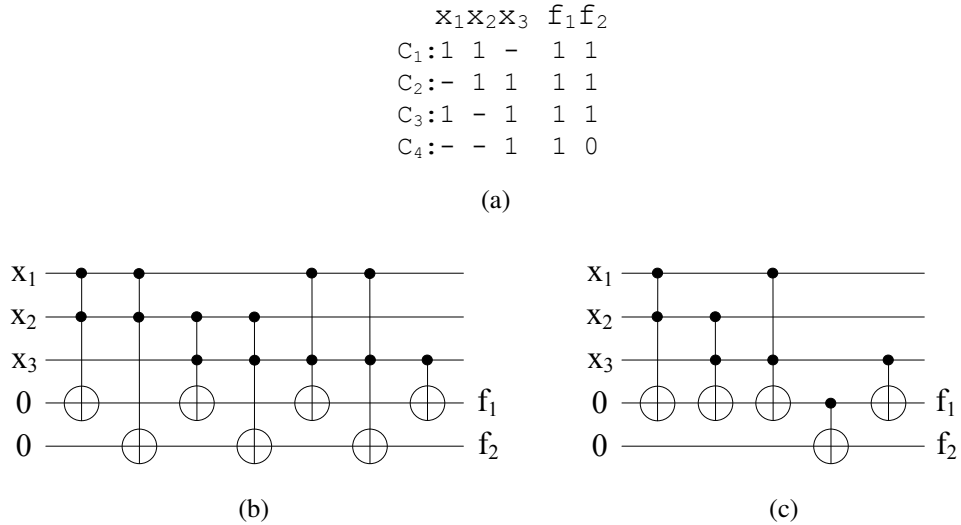 x₁x₂x₃ f₁f₂
C₁:1 1 - 1 1
C₂:- 1 1 1 1
C₃:1 - 1 1 1
C₄:- - 1 1 0
(a)
x₁
x₂
x₃
0 f₁
0 f₂
(b)
x₁
x₂
x₃
0 f₁
0 f₂
(c)